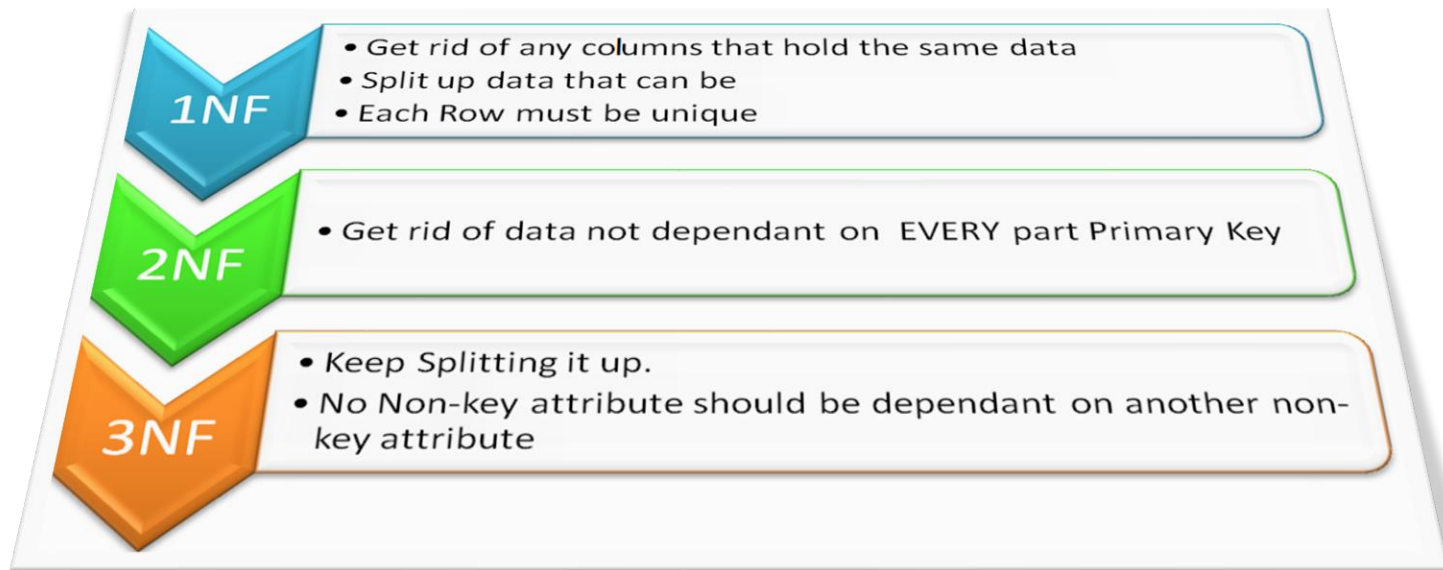 1NF
• Get rid of any columns that hold the same data
• Split up data that can be
• Each Row must be unique
2NF
• Get rid of data not dependant on EVERY part Primary Key
3NF
• Keep Splitting it up.
• No Non-key attribute should be dependant on another non-
key attribute